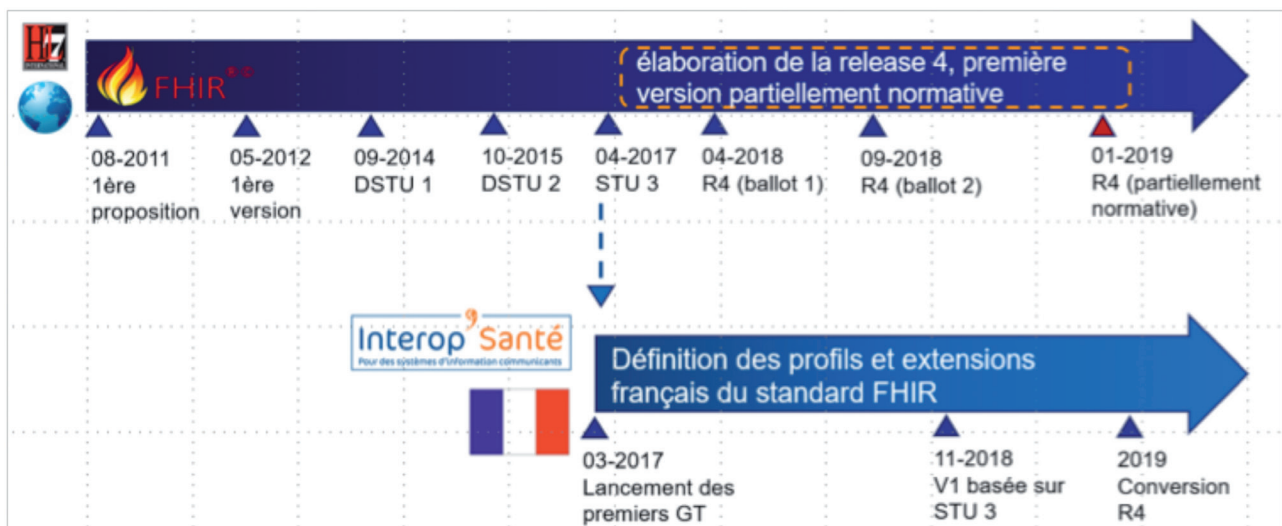 HL7
INTERNATIONAL
FHIR
élaboration de la release 4, première
version partiellement normative
08-2011
1ère
proposition
05-2012
1ère
version
09-2014
DSTU 1
10-2015
DSTU 2
04-2017
STU 3
04-2018
R4 (ballot 1)
09-2018
R4 (ballot 2)
01-2019
R4 (partiellement
normative)
Interop'Santé
Pour des systèmes d'information communicants
Définition des profils et extensions
français du standard FHIR
03-2017
Lancement des
premiers GT
11-2018
V1 basée sur
STU 3
2019
Conversion
R4